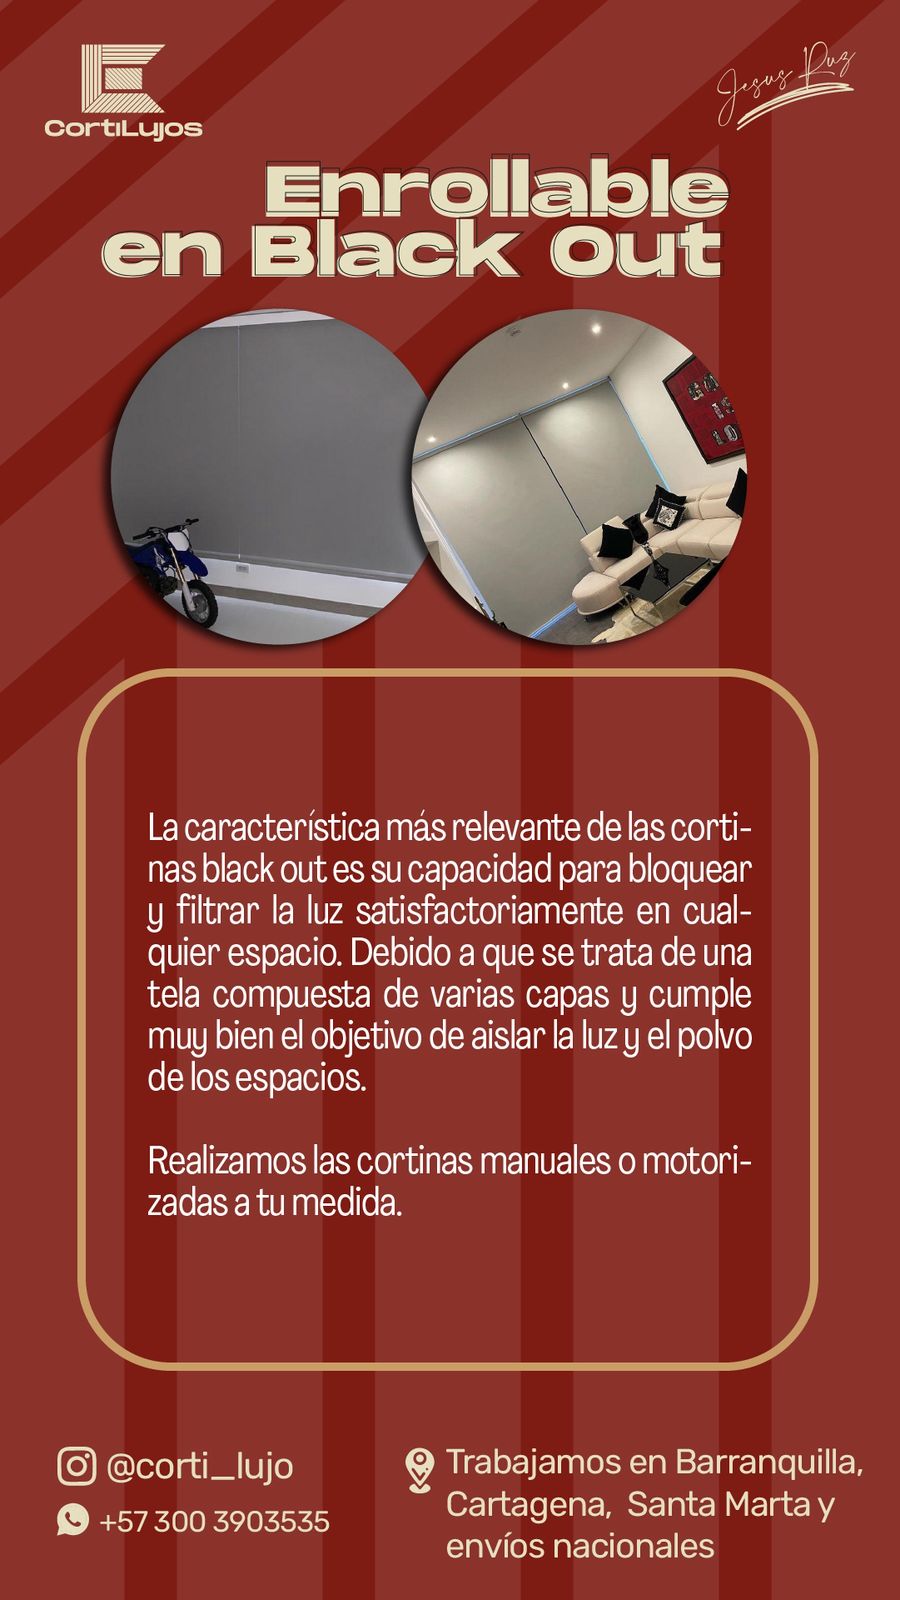 CortiLujos
Jesus Ruz
Enrollable
en Black Out
La característica más relevante de las corti-
nas black out es su capacidad para bloquear
y filtrar la luz satisfactoriamente en cual-
quier espacio. Debido a que se trata de una
tela compuesta de varias capas y cumple
muy bien el objetivo de aislar la luz y el polvo
de los espacios.
Realizamos las cortinas manuales o motori-
zadas a tu medida.
@corti_lujo
+57 300 3903535
Trabajamos en Barranquilla,
Cartagena, Santa Marta y
envíos nacionales